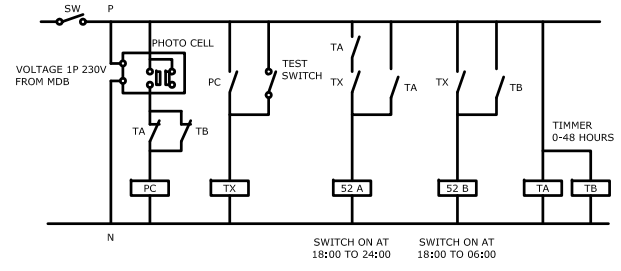 SW
P
PHOTO CELL
VOLTAGE 1P 230V
FROM MDB
TEST
SWITCH
TA
PC
TX
TA
TX
TB
TA
TB
TIMMER
0-48 HOURS
PC
TX
52 A
52 B
TA
TB
N
SWITCH ON AT
18:00 TO 24:00
SWITCH ON AT
18:00 TO 06:00